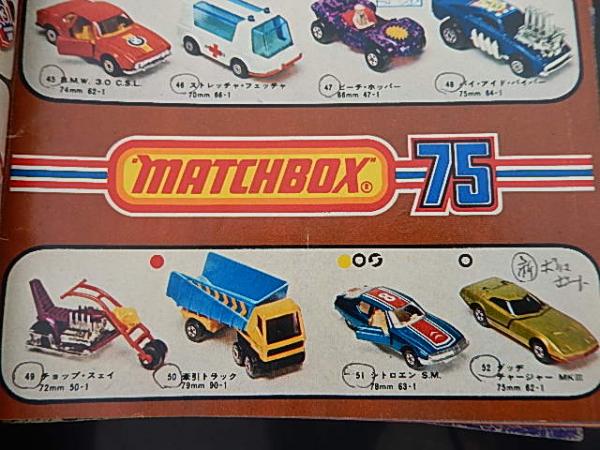 45 B.M.W. 3.0 C.S.L.
74mm 62-1
46 ストレッチャ・フェッチャ
70mm 66-1
47 ビーチ・ホッパー
66mm 47-1
48 パイ・アイド・パイパー
75mm 64-1
"MATCHBOX"® 75
49 チョップ・スェイ
72mm 50-1
50 牽引トラック
79mm 90-1
8
51 シトロエン S.M.
78mm 63-1
新
52 ダッヂ
チャージャー MKⅢ
75mm 62-1